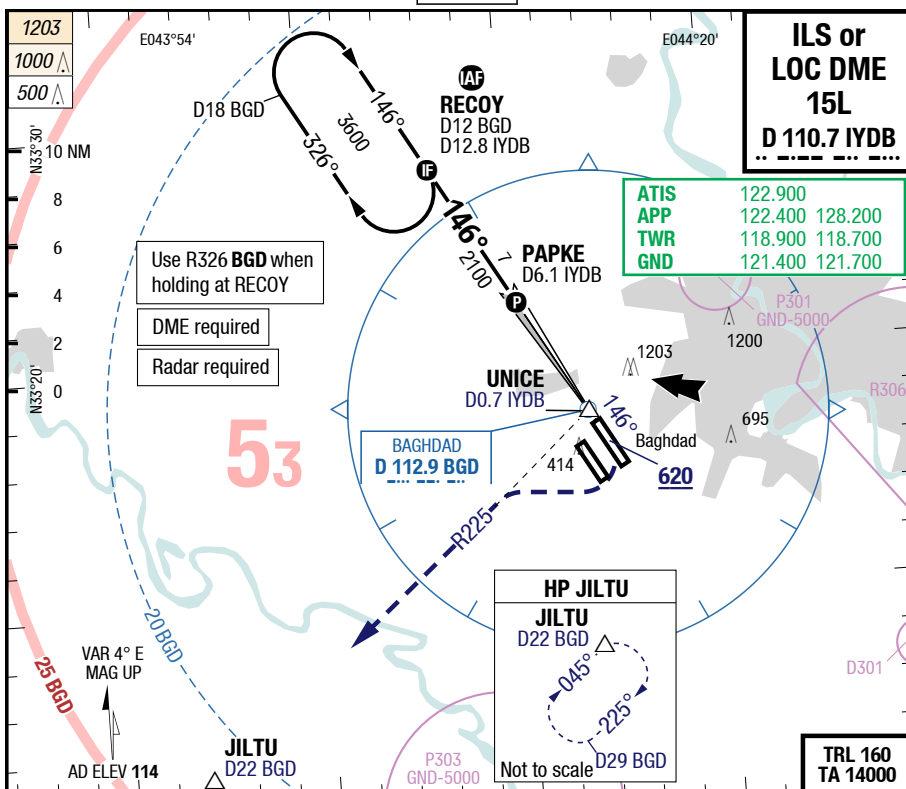 1203
1000
500
E043°54'
E044°20'
ILS or
LOC DME
15L
D 110.7 IYDB
IAF
RECOY
D12 BGD
D12.8 IYDB
D18 BGD
146°
3600
326°
IF
N33°30'
10 NM
8
6
4
2
0
N33°20'
ATIS 122.900
APP 122.400 128.200
TWR 118.900 118.700
GND 121.400 121.700
146°
2100
7
PAPKE
D6.1 IYDB
P
Use R326 BGD when
holding at RECOY
DME required
Radar required
P301
GND-5000
1200
1203
R306
UNICE
D0.7 IYDB
146°
Baghdad
695
53
BAGHDAD
D 112.9 BGD
414
620
R225
HP JILTU
JILTU
D22 BGD
045°
225°
D29 BGD
Not to scale
20 BGD
25 BGD
VAR 4° E
MAG UP
AD ELEV 114
JILTU
D22 BGD
P303
GND-5000
D301
TRL 160
TA 14000